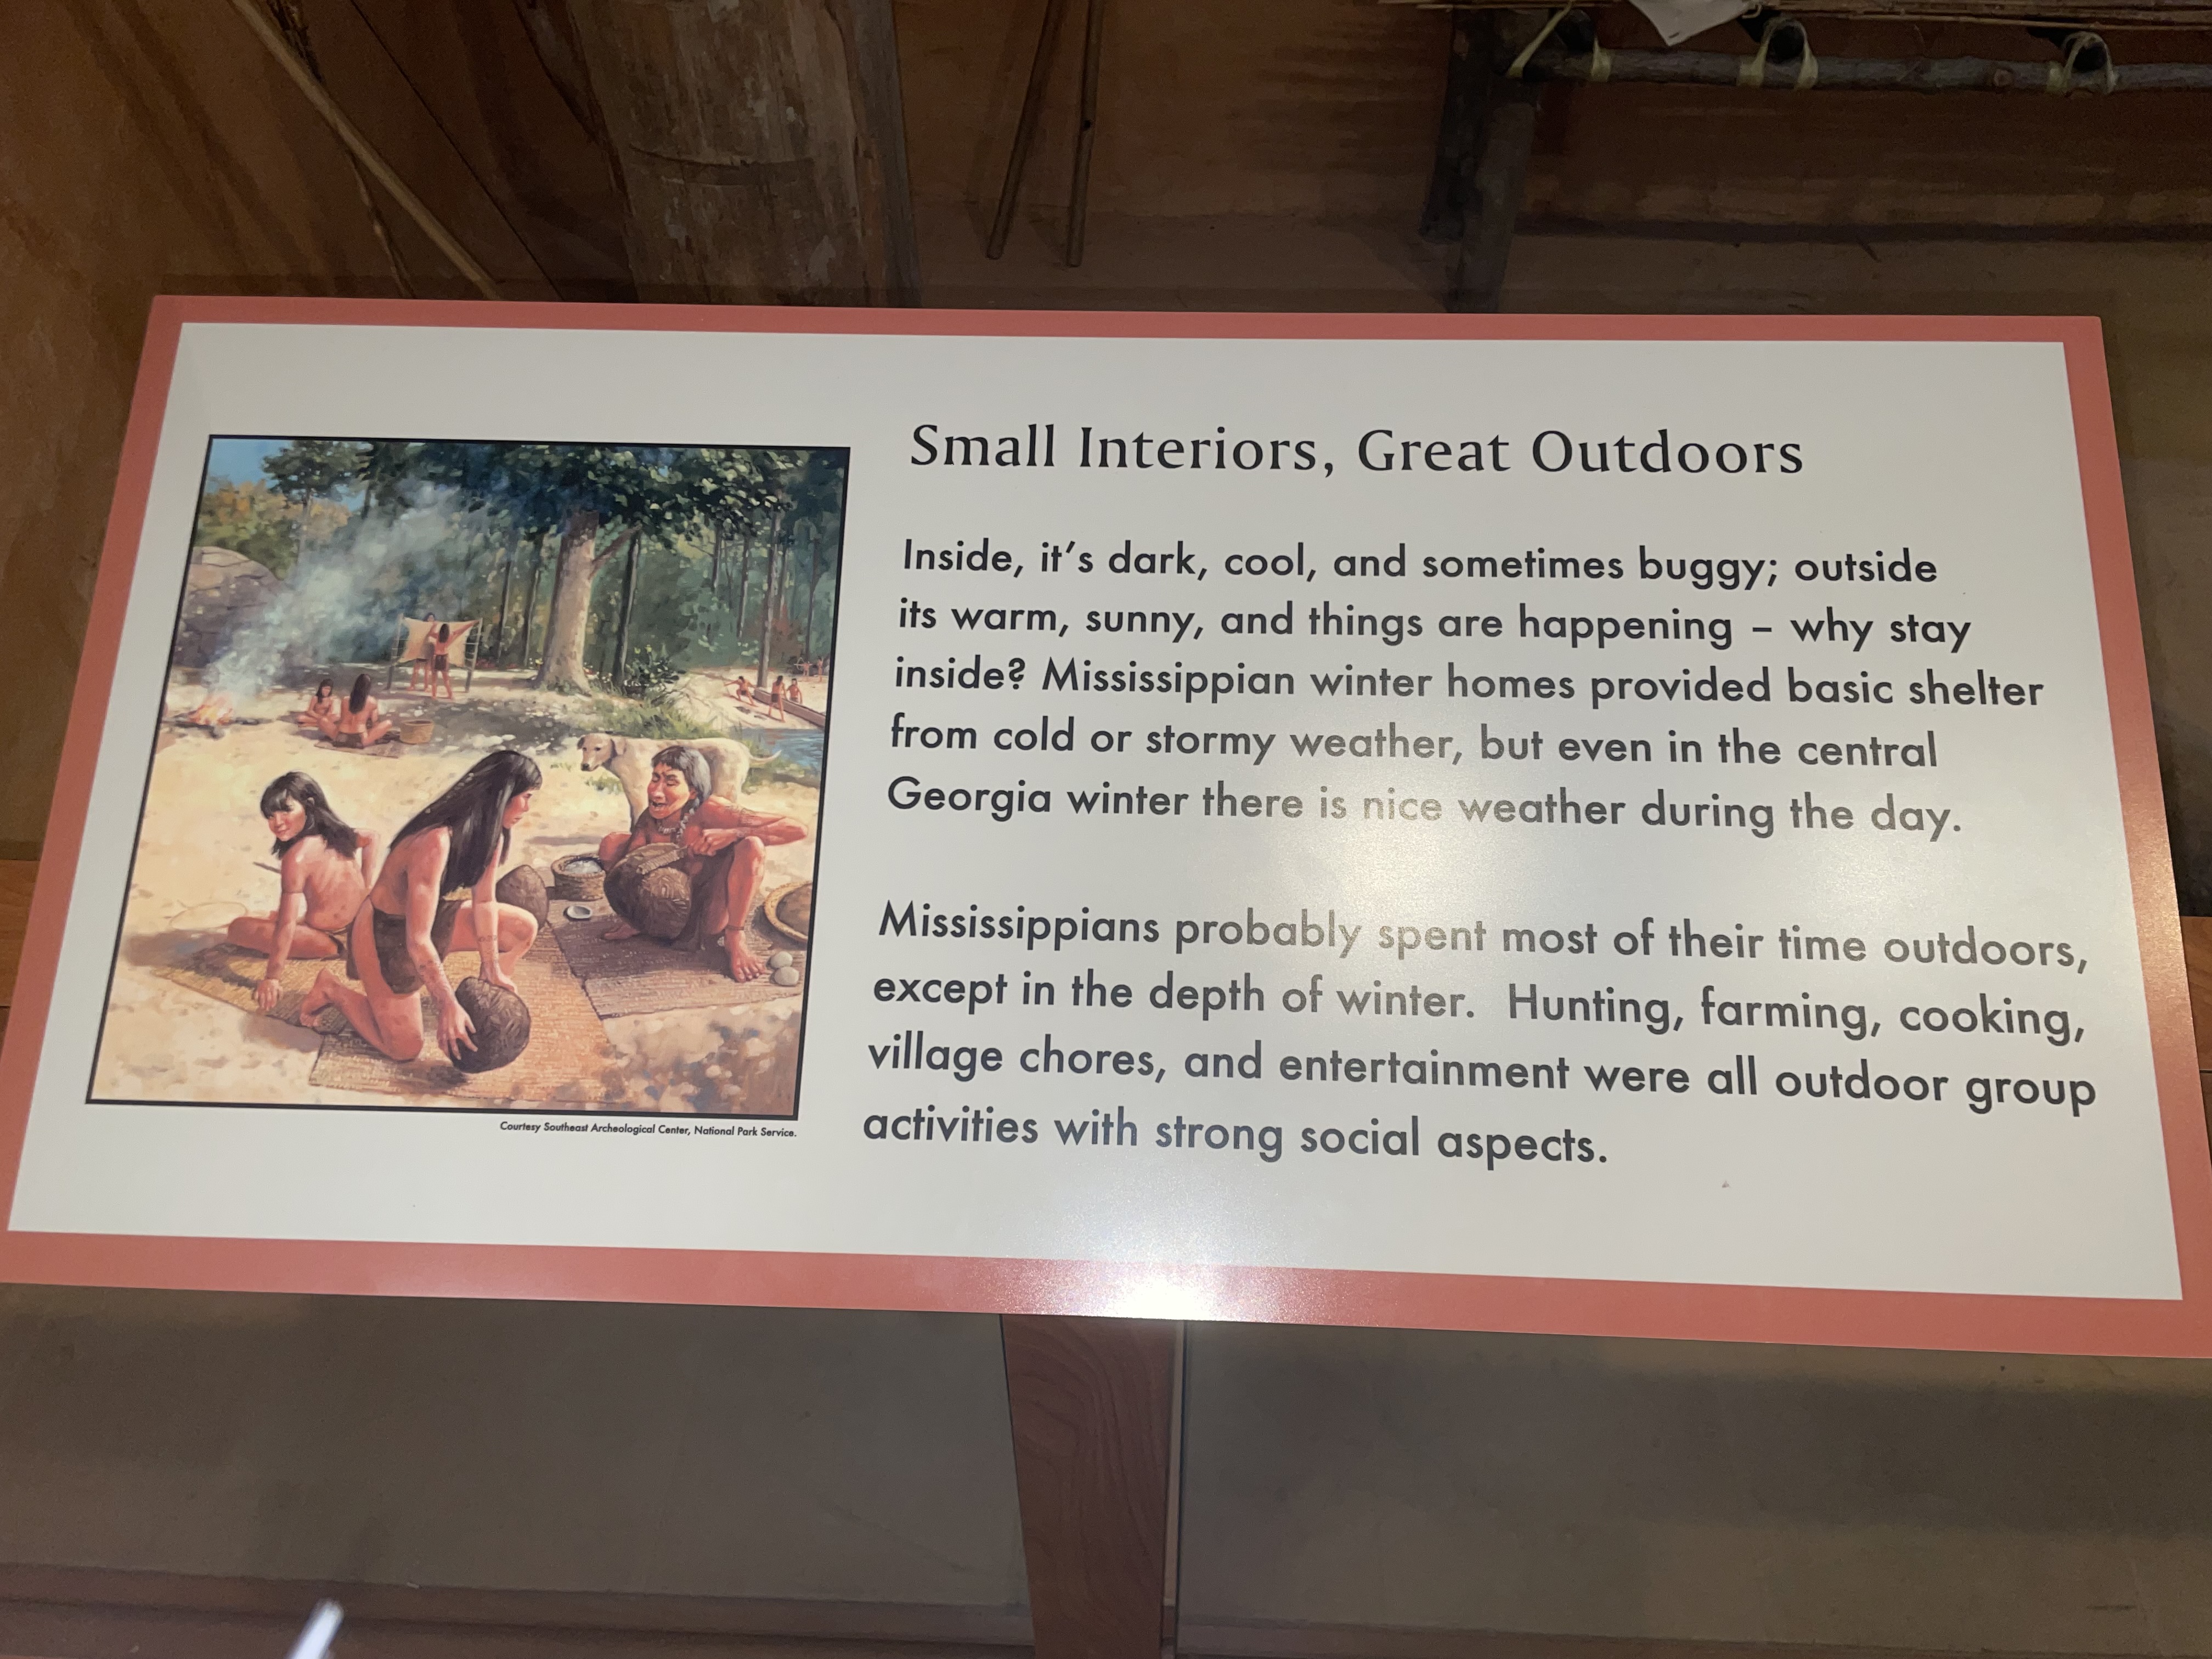 Small Interiors, Great Outdoors
Inside, it's dark, cool, and sometimes buggy; outside
its warm, sunny, and things are happening – why stay
inside? Mississippian winter homes provided basic shelter
from cold or stormy weather, but even in the central
Georgia winter there is nice weather during the day.
Mississippians probably spent most of their time outdoors,
except in the depth of winter. Hunting, farming, cooking,
village chores, and entertainment were all outdoor group
activities with strong social aspects.
Courtesy Southeast Archeological Center, National Park Service.